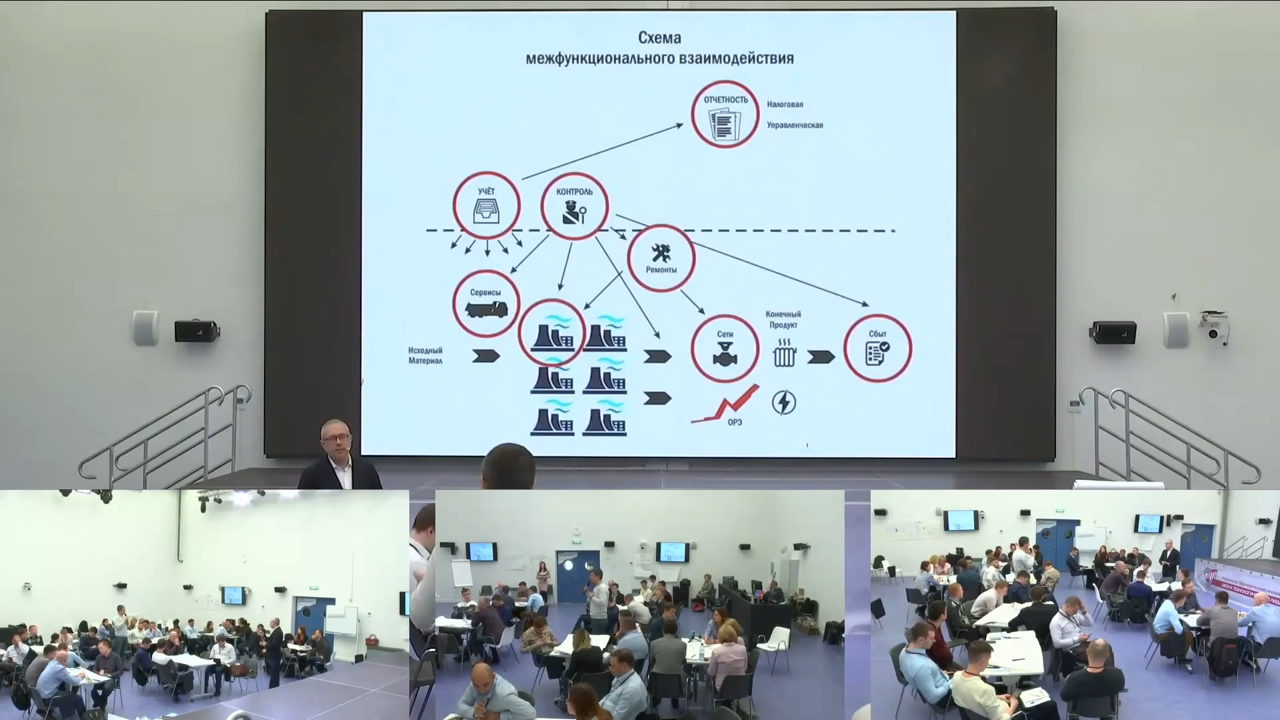 Схема
межфункционального взаимодействия
ОТЧЕТНОСТЬ
Налоговая
Управленческая
УЧЁТ
КОНТРОЛЬ
Ремонты
Сервисы
Исходный
Материал
Сети
Конечный
Продукт
Сбыт
ОРЭ